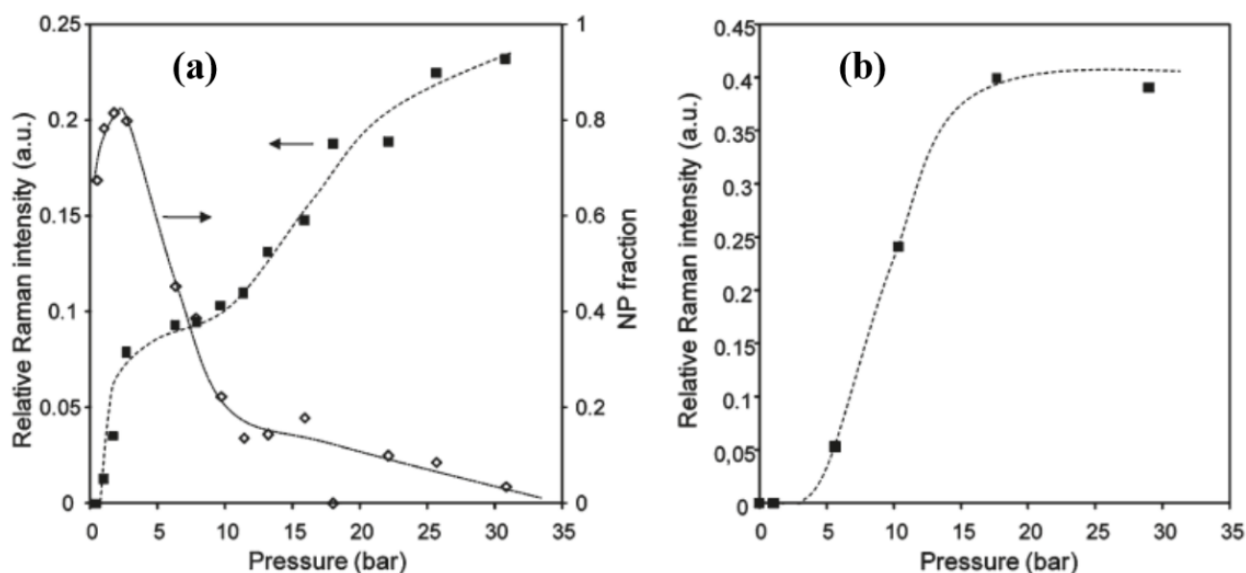 (a)
Relative Raman intensity (a.u.)
0.25
0.2
0.15
0.1
0.05
0
1
0.8
0.6
0.4
0.2
0
NP fraction
0 5 10 15 20 25 30 35
Pressure (bar)
(b)
Relative Raman intensity (a.u.)
0.45
0.40
0.35
0.3
0.25
0.2
0.15
0.1
0,05
0
0 5 10 15 20 25 30 35
Pressure (bar)